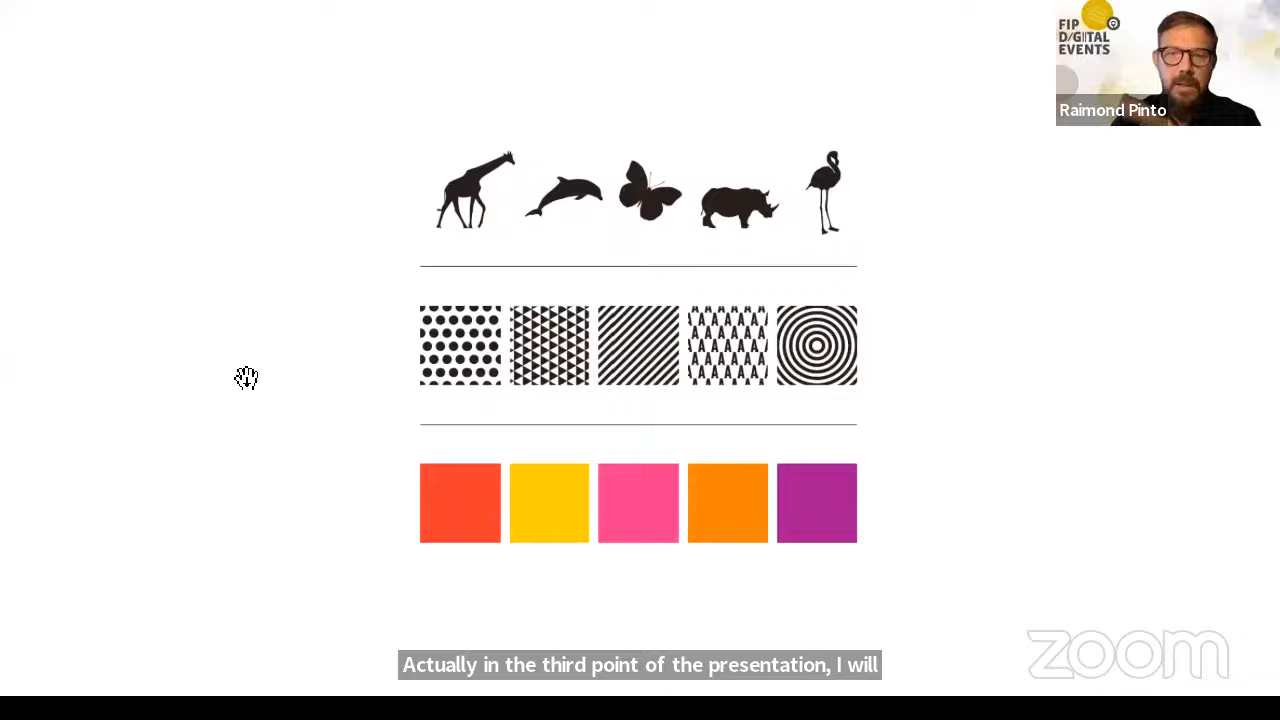 FIP
DIGITAL
EVENTS
Raimond Pinto
Actually in the third point of the presentation, I will
zoom